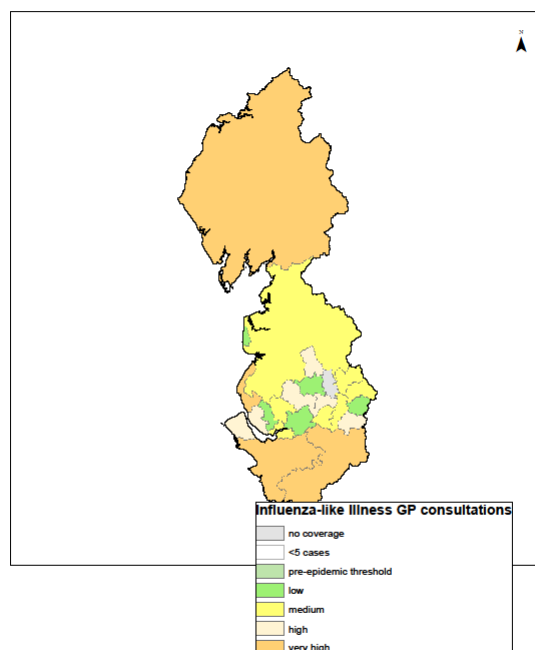 N
Influenza-like Illness GP consultations
no coverage
<5 cases
pre-epidemic threshold
low
medium
high
very high